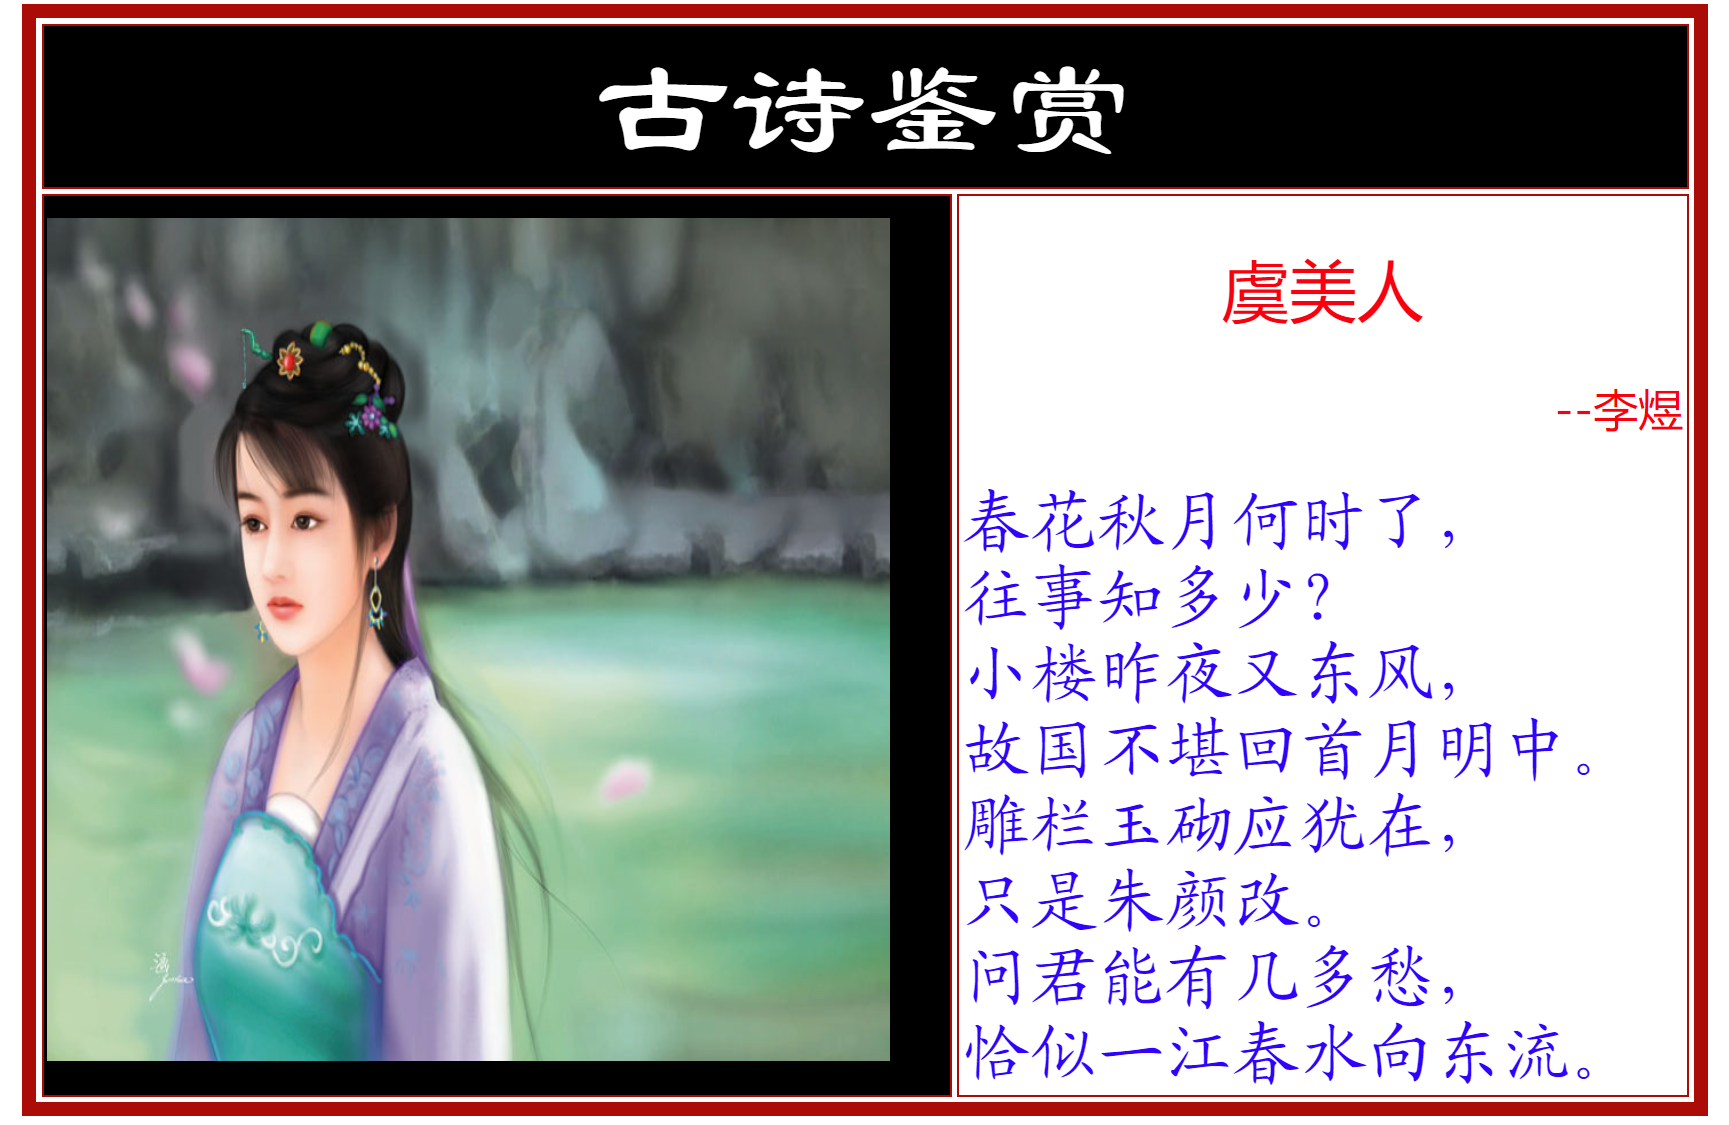 古诗鉴赏
虞美人
--李煜
春花秋月何时了，
往事知多少？
小楼昨夜又东风，
故国不堪回首月明中。
雕栏玉砌应犹在，
只是朱颜改。
问君能有几多愁，
恰似一江春水向东流。